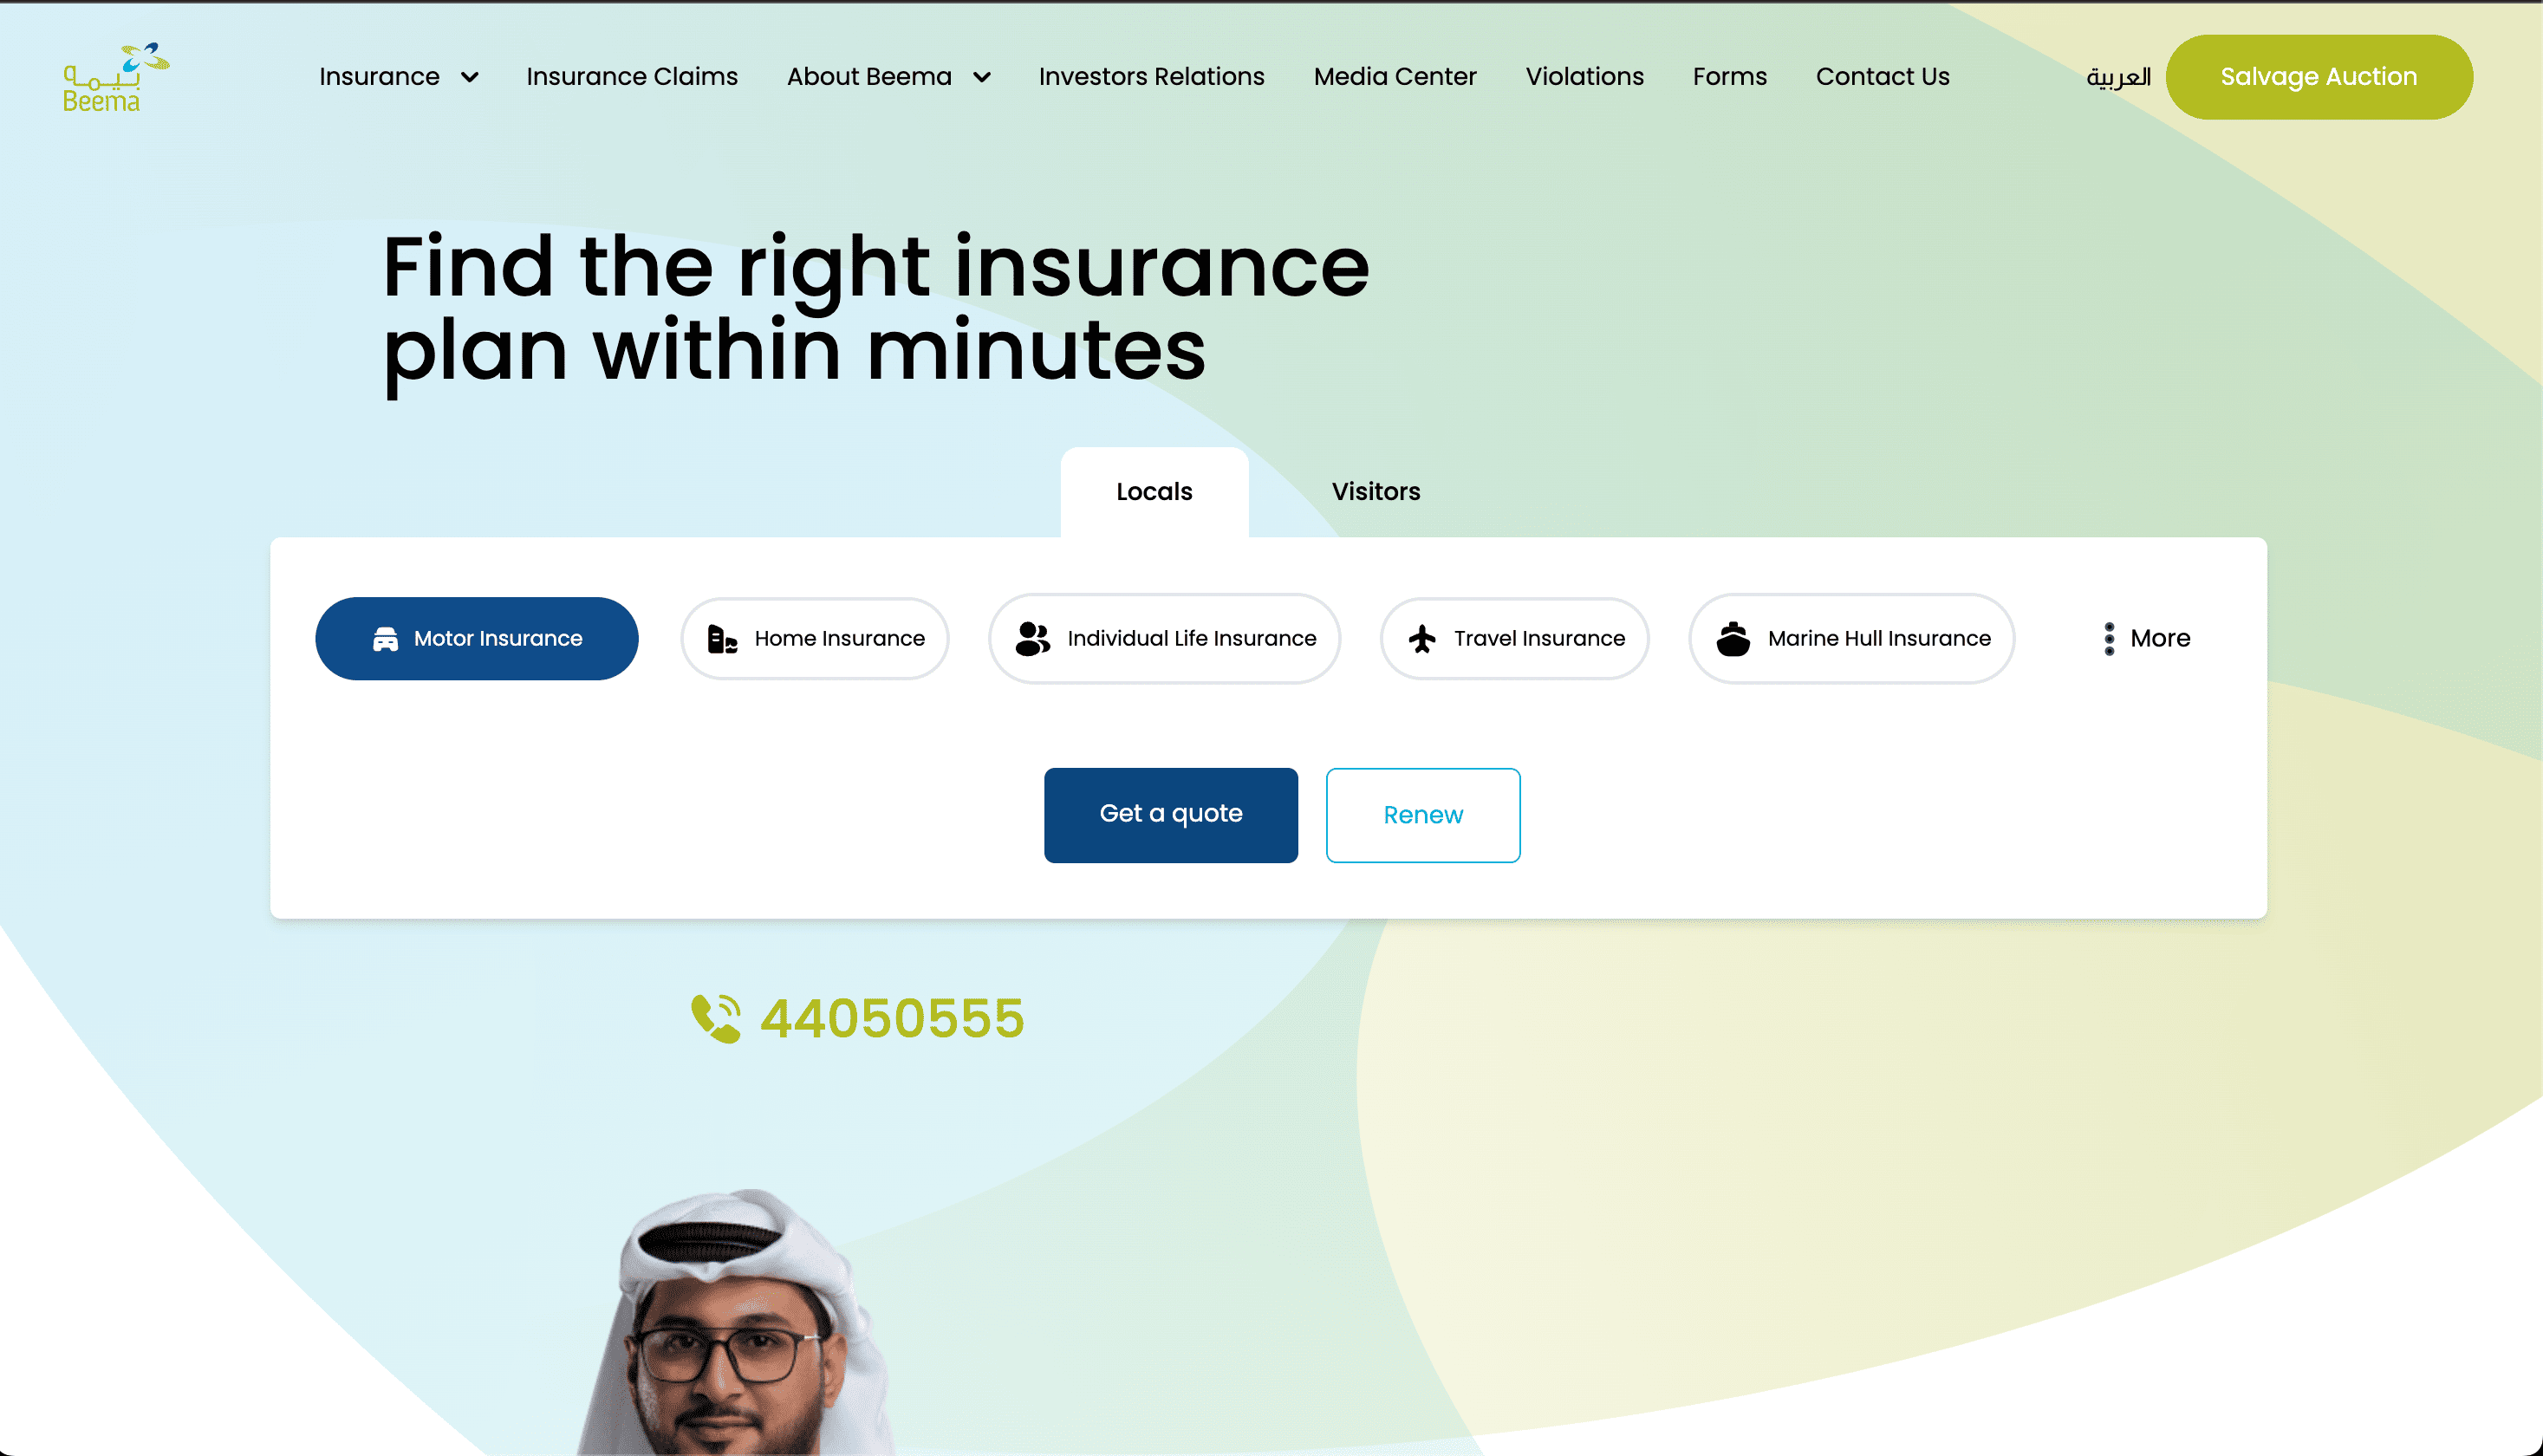 بيمه
Beema
Insurance
Insurance Claims
About Beema
Investors Relations
Media Center
Violations
Forms
Contact Us
العربية
Salvage Auction
Find the right insurance
plan within minutes
Locals
Visitors
Motor Insurance
Home Insurance
Individual Life Insurance
Travel Insurance
Marine Hull Insurance
More
Get a quote
Renew
44050555